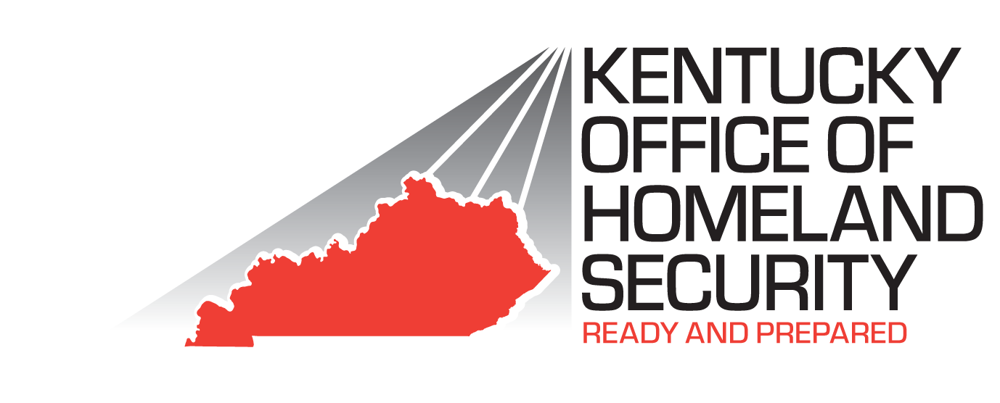 KENTUCKY
OFFICE OF
HOMELAND
SECURITY
READY AND PREPARED